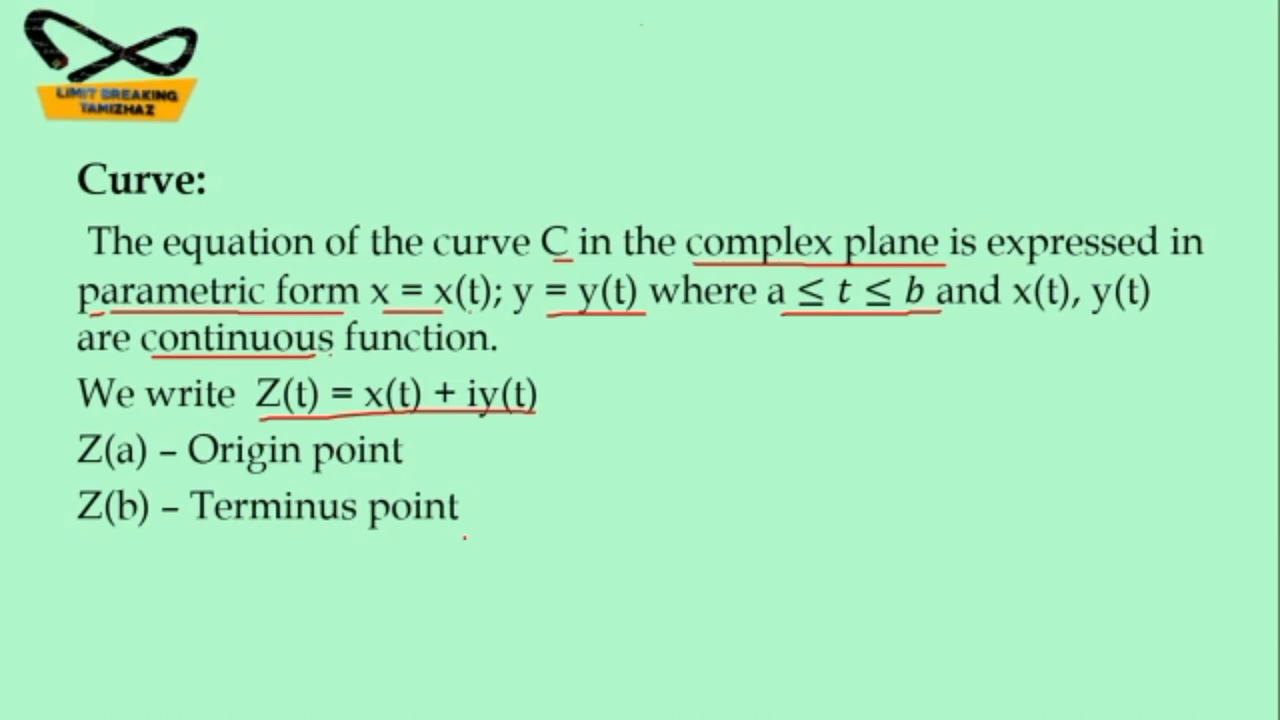 LIMIT BREAKING
TAMIZHAZ
Curve:
The equation of the curve C in the complex plane is expressed in
parametric form x = x(t); y = y(t) where a ≤ t ≤ b and x(t), y(t)
are continuous function.
We write Z(t) = x(t) + iy(t)
Z(a) – Origin point
Z(b) – Terminus point